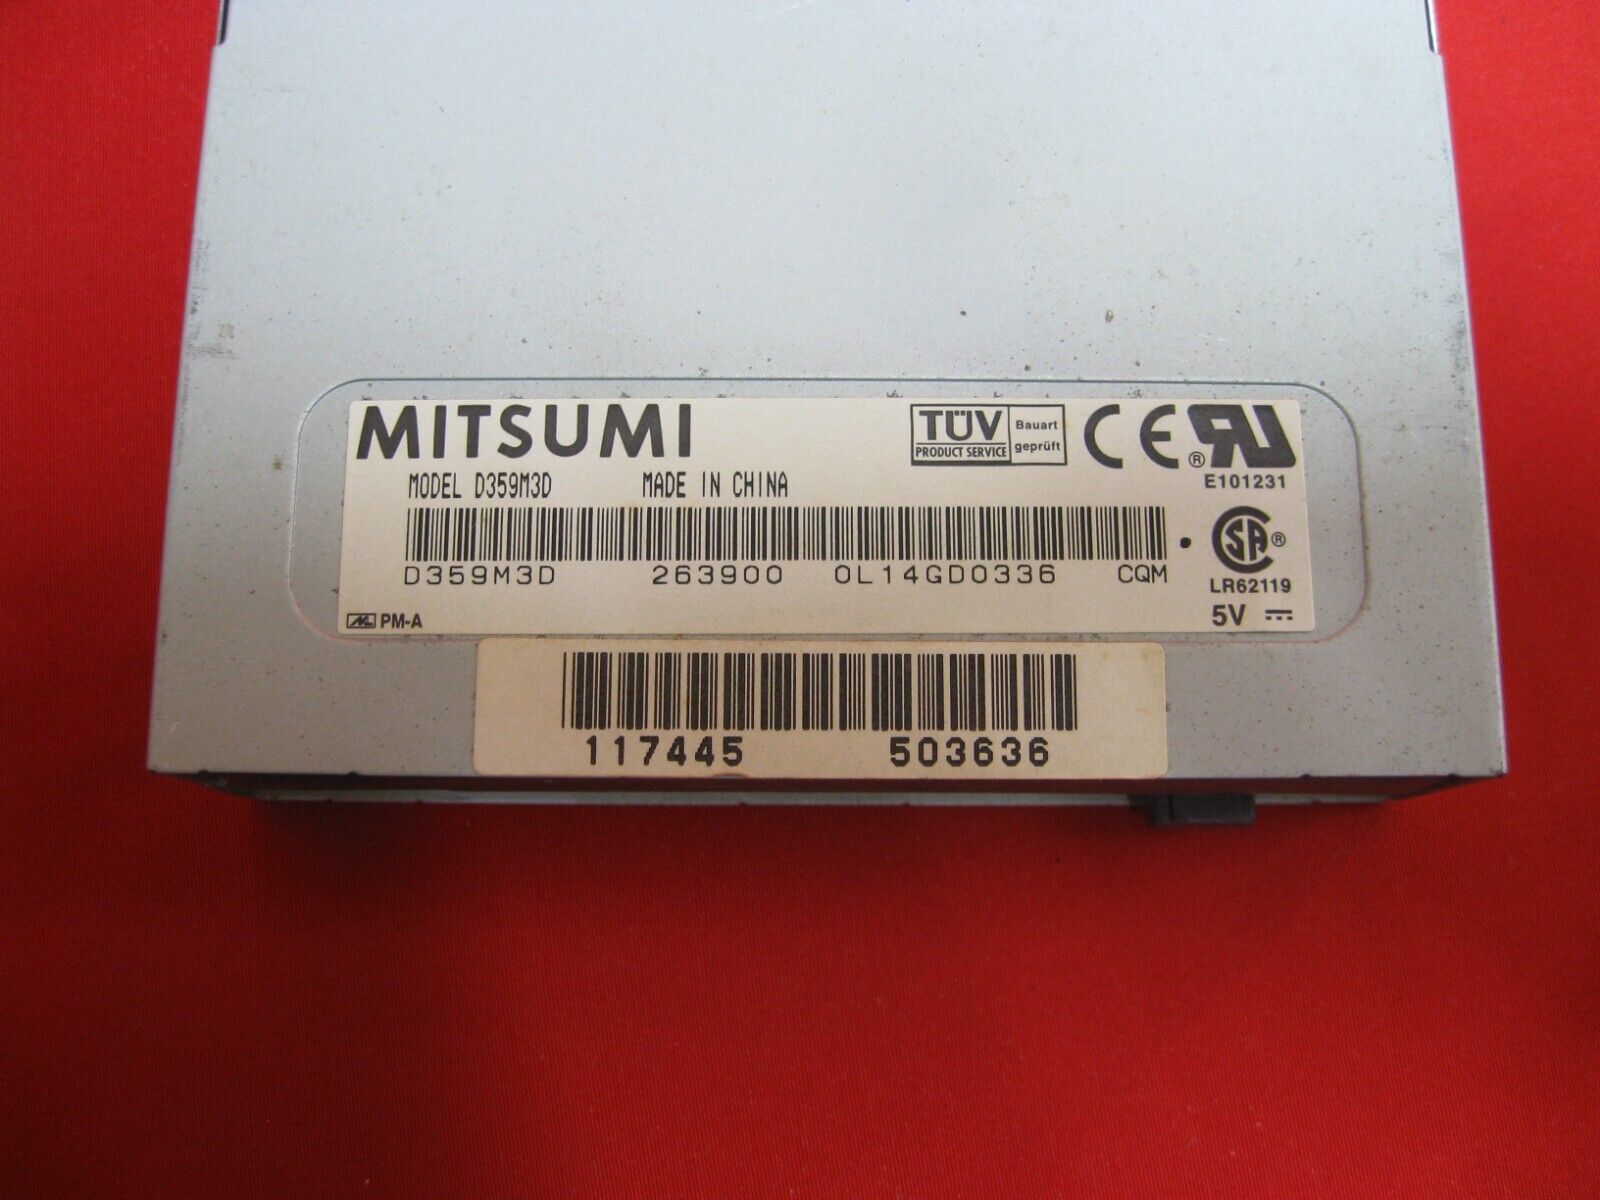 MITSUMI
MODEL D359M3D MADE IN CHINA
TÜV
PRODUCT SERVICE
Bauart
geprüft
CE
®
E101231
D359M3D 263900 0L14GD0336 CQM
CSA ®
LR62119
PM-A
5V
117445 503636